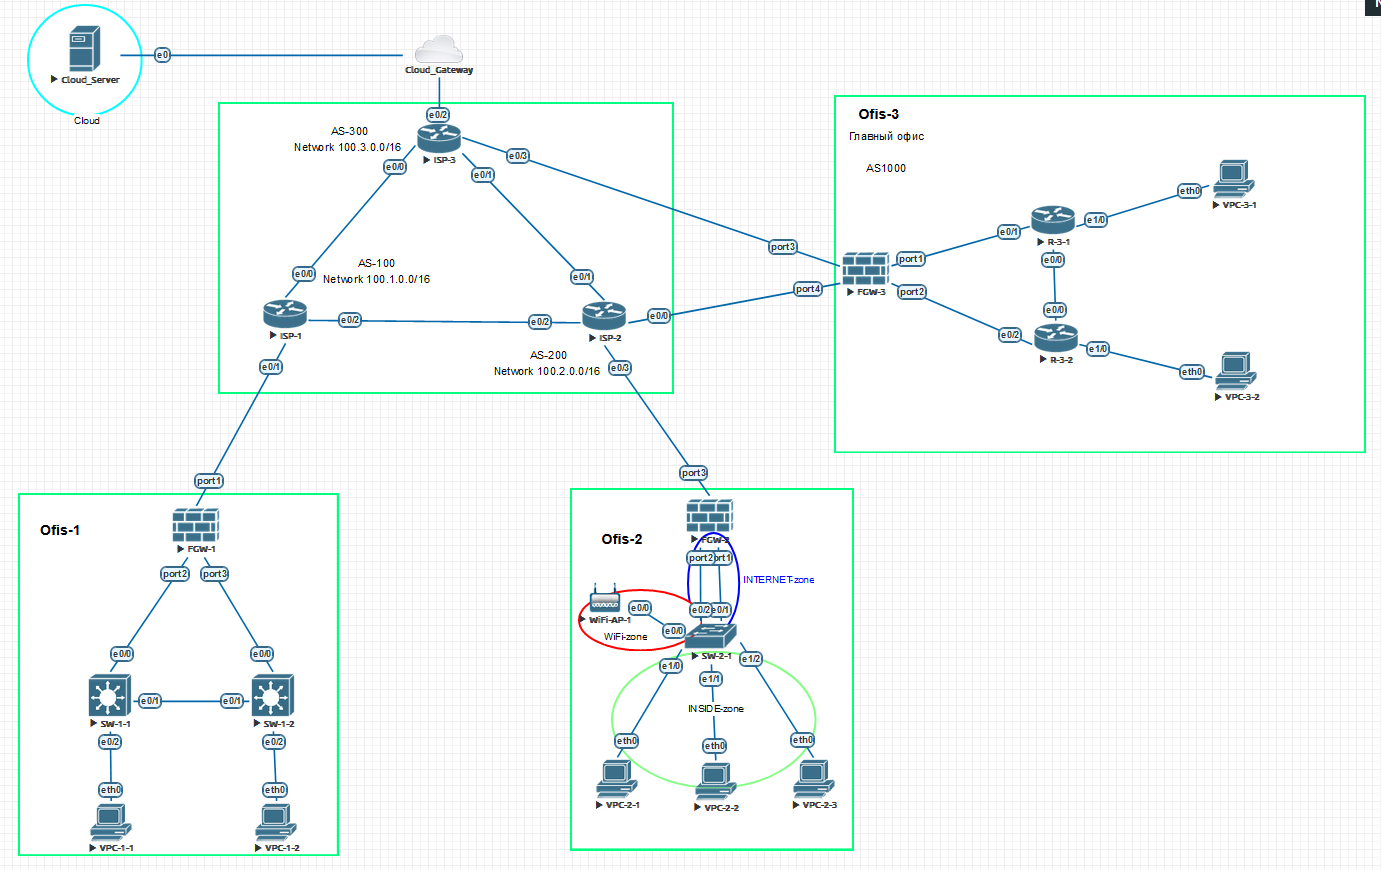 N
e0
Cloud_Server
Cloud_Gateway
Cloud
e0/2
AS-300
Network 100.3.0.0/16
ISP-3
e0/0
e0/1
e0/3
AS-100
Network 100.1.0.0/16
e0/0
e0/1
ISP-1
e0/2
e0/2
ISP-2
e0/0
e0/1
AS-200
Network 100.2.0.0/16
e0/3
Ofis-3
Главный офис
AS1000
port3
port4
FGW-3
port1
port2
e0/1
R-3-1
e1/0
eth0
VPC-3-1
e0/0
e0/0
e0/2
R-3-2
e1/0
eth0
VPC-3-2
port1
Ofis-1
FGW-1
port2
port3
e0/0
e0/0
e0/1
e0/1
SW-1-1
SW-1-2
e0/2
e0/2
eth0
eth0
VPC-1-1
VPC-1-2
port3
Ofis-2
FGW-2
port2
ort1
INTERNET-zone
e0/0
e0/2
e0/1
WiFi-AP-1
e0/0
WiFi-zone
SW-2-1
e1/0
e1/1
e1/2
INSIDE-zone
eth0
eth0
eth0
VPC-2-1
VPC-2-2
VPC-2-3